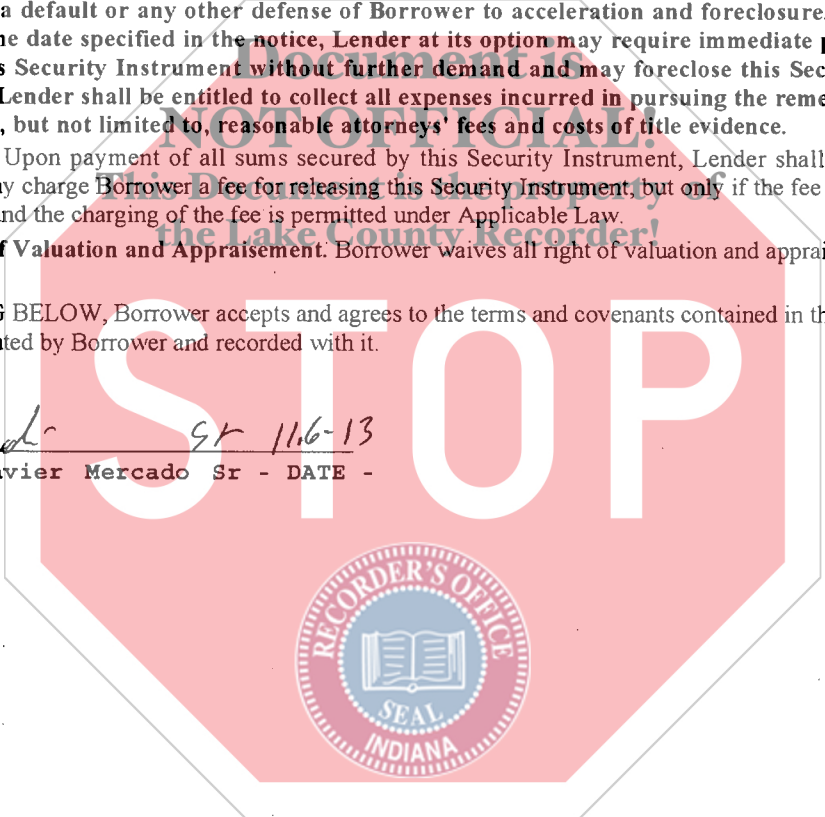 a default or any other defense of Borrower to acceleration and foreclosure.
e date specified in the notice, Lender at its option may require immediate
s Security Instrument without further demand and may foreclose this Sec
Lender shall be entitled to collect all expenses incurred in pursuing the reme
, but not limited to, reasonable attorneys' fees and costs of title evidence.
Upon payment of all sums secured by this Security Instrument, Lender shall
y charge Borrower a fee for releasing this Security Instrument, but only if the fee
nd the charging of the fee is permitted under Applicable Law.
f Valuation and Appraisement. Borrower waives all right of valuation and apprai
G BELOW, Borrower accepts and agrees to the terms and covenants contained in th
ted by Borrower and recorded with it.
Sr 11.6-13
vier Mercado Sr - DATE -
Document is
NOT OFFICIAL!
This Document is the property of
the Lake County Recorder!
STOP
RECORDER'S OFFICE
SEAL
INDIANA